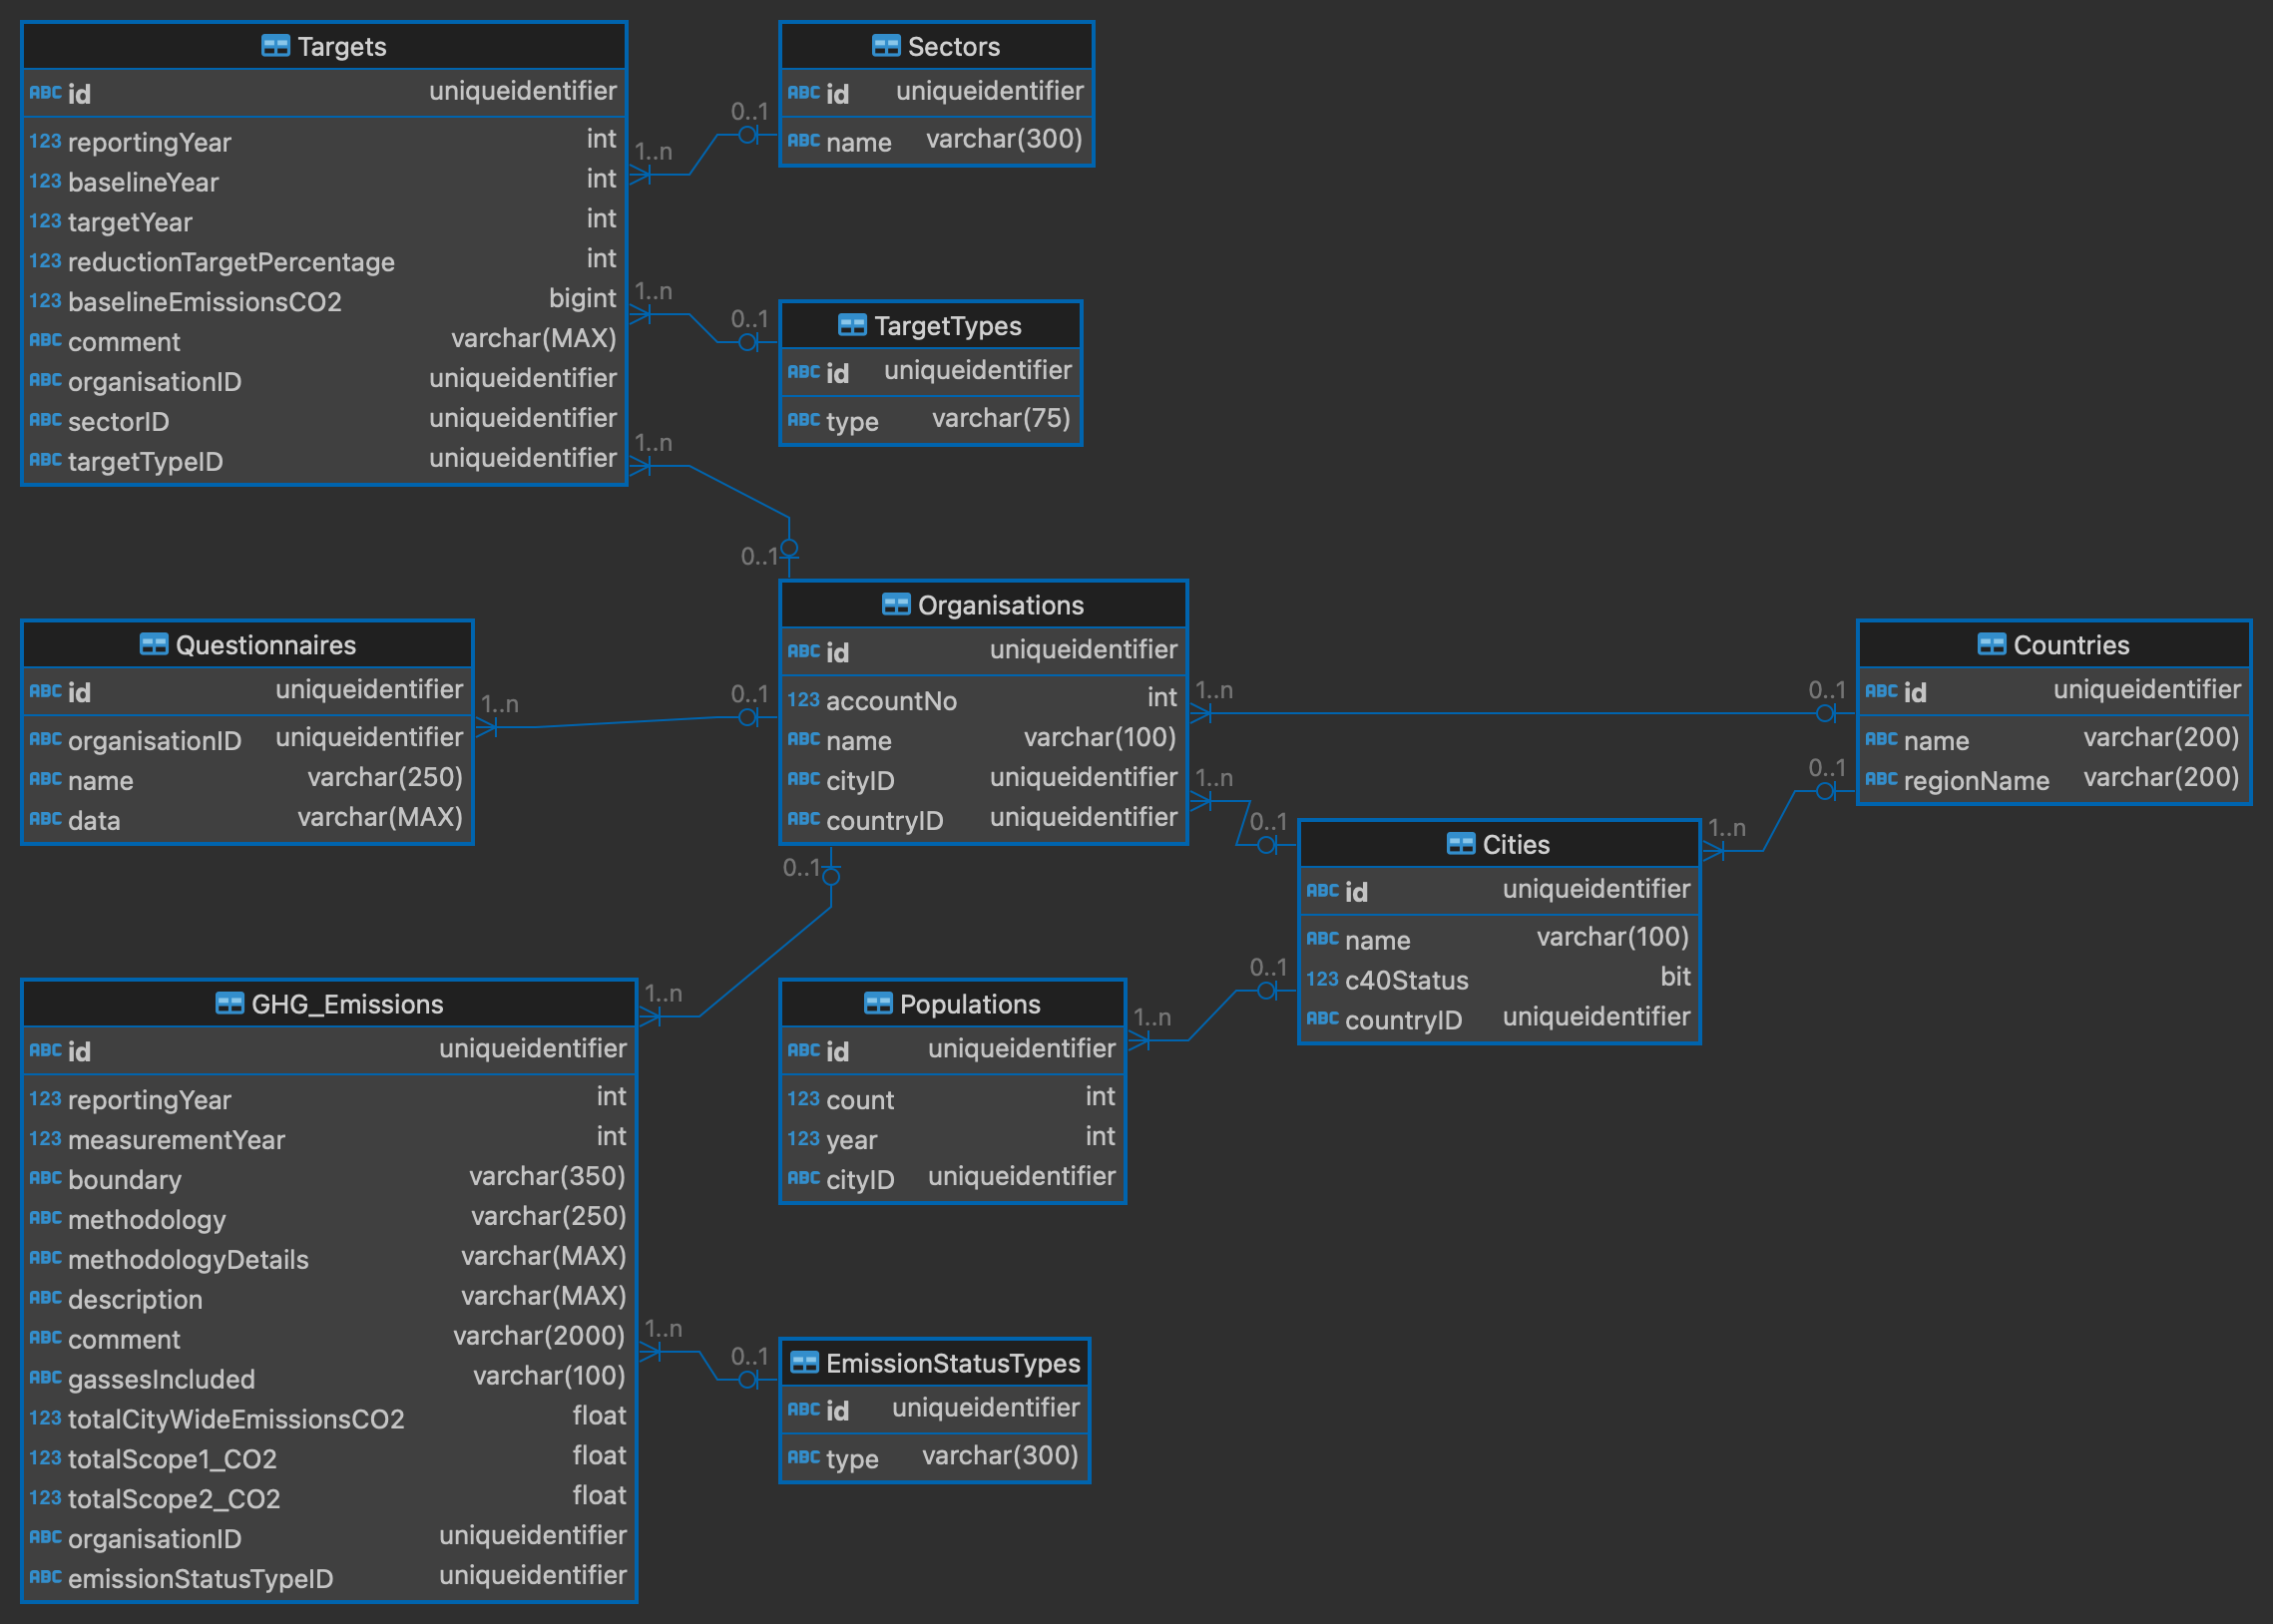 Targets
ABC id uniqueidentifier
123 reportingYear int
123 baselineYear int
123 targetYear int
123 reductionTargetPercentage int
123 baselineEmissionsCO2 bigint
ABC comment varchar(MAX)
ABC organisationID uniqueidentifier
ABC sectorID uniqueidentifier
ABC targetTypeID uniqueidentifier
1..n
0..1
Sectors
ABC id uniqueidentifier
ABC name varchar(300)
1..n
0..1
TargetTypes
ABC id uniqueidentifier
ABC type varchar(75)
1..n
0..1
Questionnaires
ABC id uniqueidentifier
ABC organisationID uniqueidentifier
ABC name varchar(250)
ABC data varchar(MAX)
1..n
0..1
Organisations
ABC id uniqueidentifier
123 accountNo int
ABC name varchar(100)
ABC cityID uniqueidentifier
ABC countryID uniqueidentifier
1..n
0..1
Countries
ABC id uniqueidentifier
ABC name varchar(200)
ABC regionName varchar(200)
1..n
0..1
Cities
ABC id uniqueidentifier
ABC name varchar(100)
123 c40Status bit
ABC countryID uniqueidentifier
1..n
0..1
0..1
1..n
GHG_Emissions
ABC id uniqueidentifier
123 reportingYear int
123 measurementYear int
ABC boundary varchar(350)
ABC methodology varchar(250)
ABC methodologyDetails varchar(MAX)
ABC description varchar(MAX)
ABC comment varchar(2000)
ABC gassesIncluded varchar(100)
123 totalCityWideEmissionsCO2 float
123 totalScope1_CO2 float
123 totalScope2_CO2 float
ABC organisationID uniqueidentifier
ABC emissionStatusTypeID uniqueidentifier
Populations
ABC id uniqueidentifier
123 count int
123 year int
ABC cityID uniqueidentifier
1..n
0..1
1..n
0..1
EmissionStatusTypes
ABC id uniqueidentifier
ABC type varchar(300)